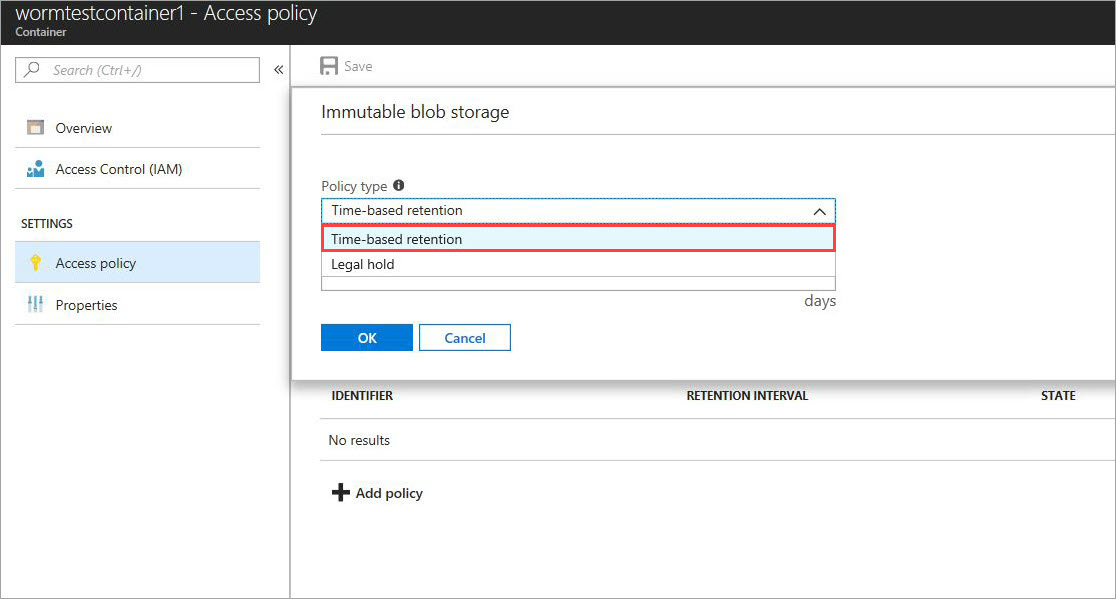 wormtestcontainer1 - Access policy
Container
Search (Ctrl+/)
«
Save
Immutable blob storage
Overview
Access Control (IAM)
SETTINGS
Access policy
Properties
Policy type
Time-based retention
Time-based retention
Legal hold
days
OK Cancel
IDENTIFIER RETENTION INTERVAL STATE
No results
Add policy